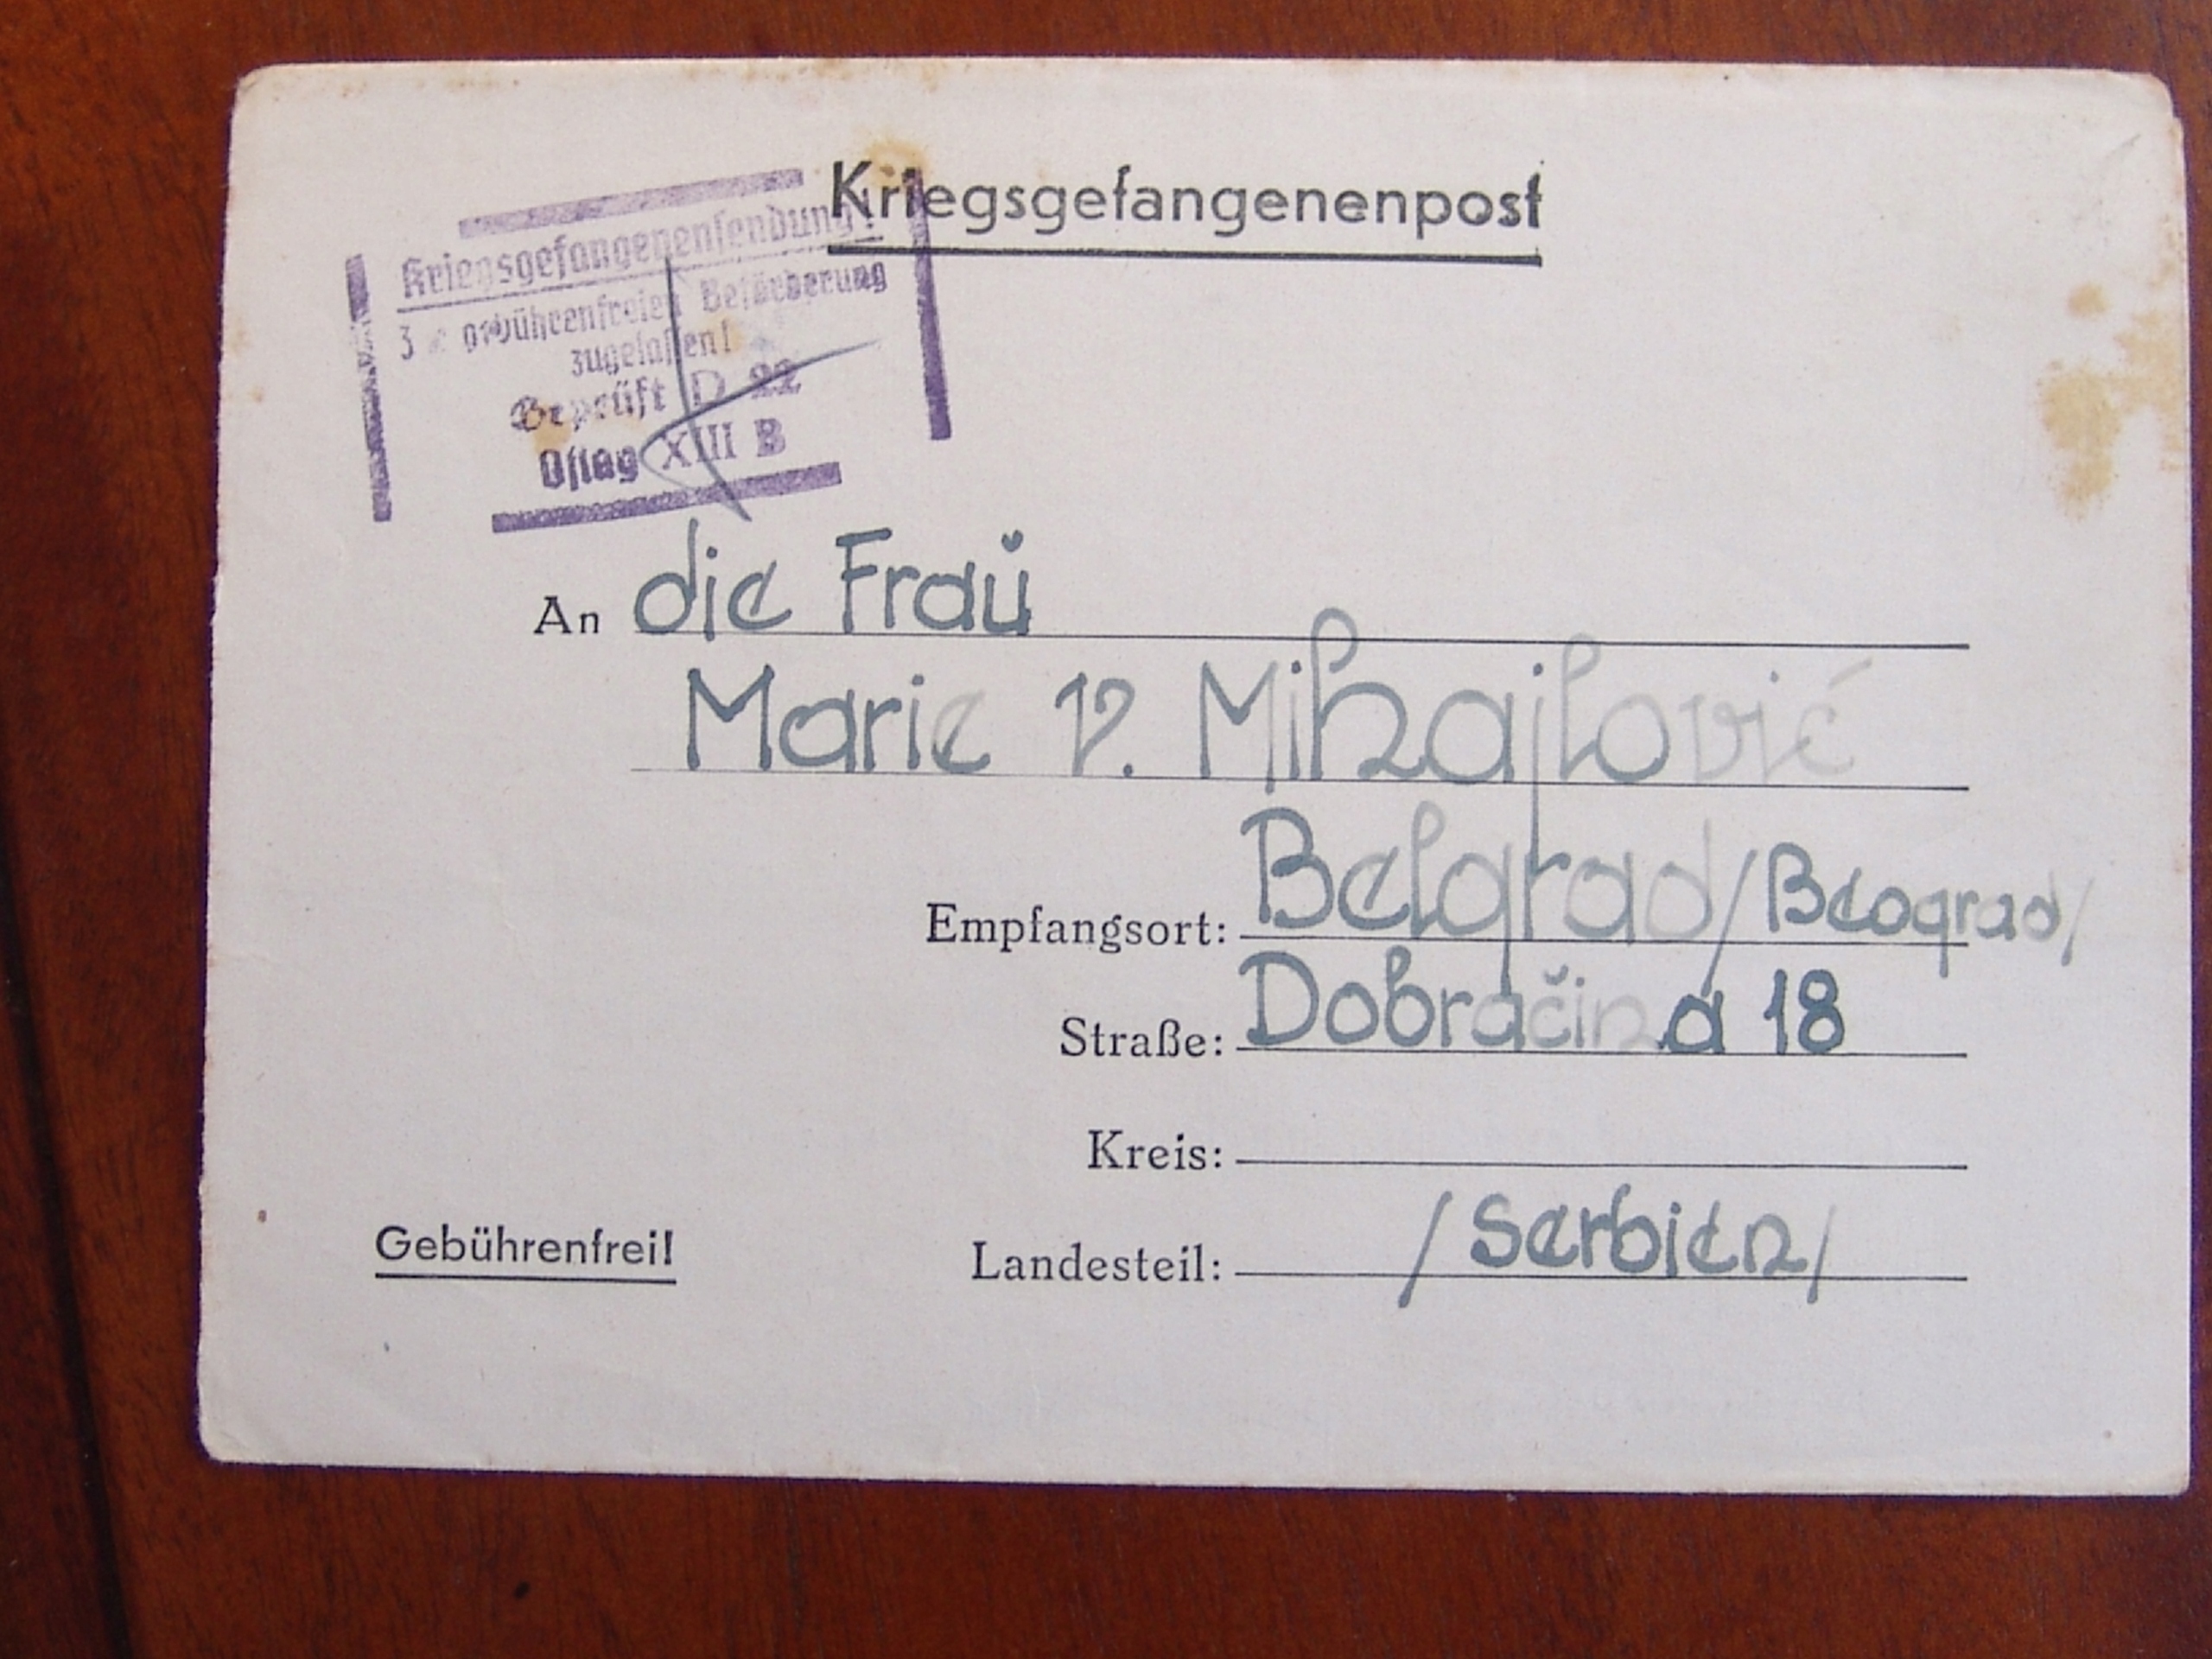 Kriegsgefangenenpost
Kriegsgefangenensendung!
Zur gebührenfreien Beförderung
zugelassen!
Geprüft D 22
Oflag XIII B
An die Fraŭ
Marie V. Mihajlović
Empfangsort: Belgrad /Beograd/
Straße: Dobračina 18
Kreis:
Gebührenfrei!
Landesteil: /Serbien/